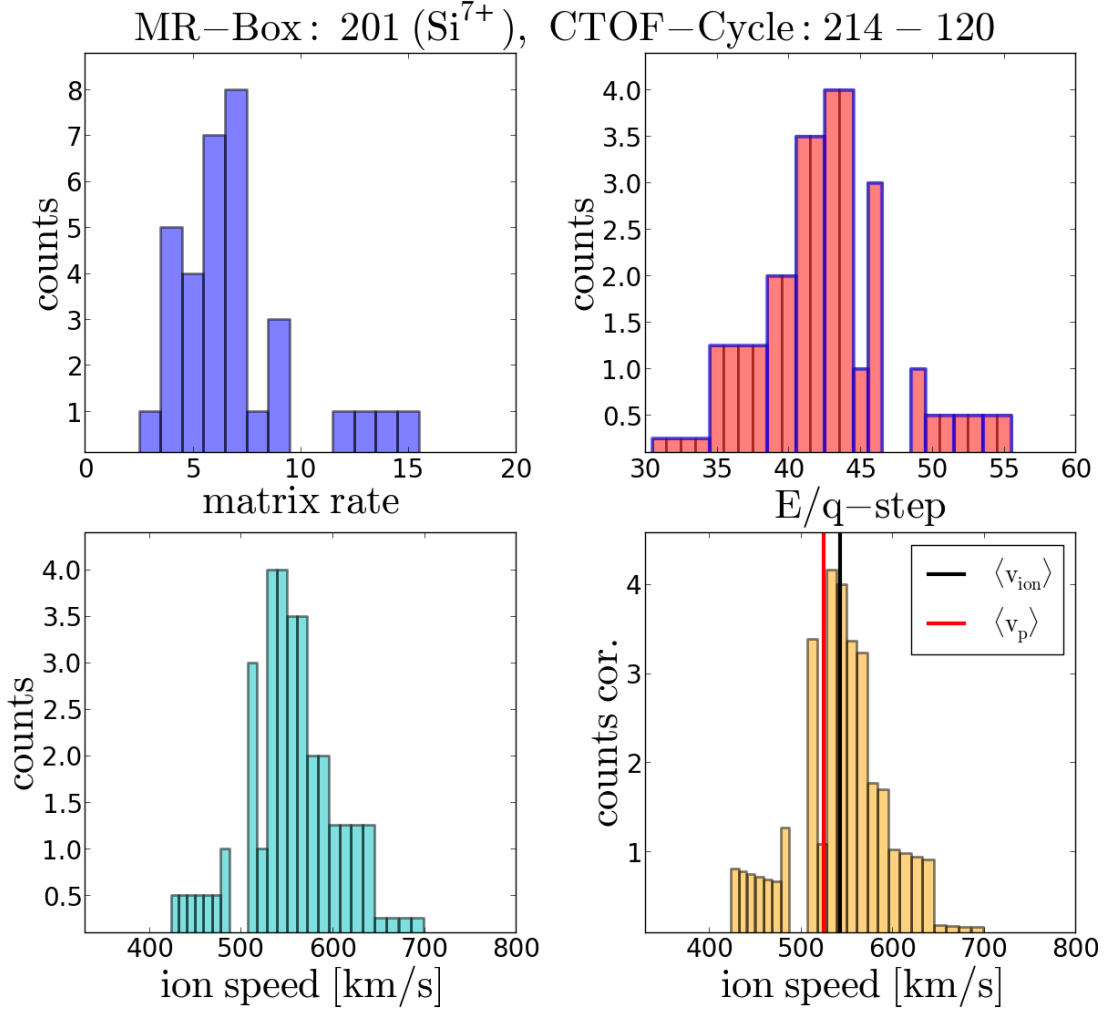 MR−Box: 201 (Si⁷⁺), CTOF−Cycle: 214 − 120
counts
8
7
6
5
4
3
2
1
0 5 10 15 20
matrix rate
counts
4.0
3.5
3.0
2.5
2.0
1.5
1.0
0.5
30 35 40 45 50 55 60
E/q−step
counts
4.0
3.5
3.0
2.5
2.0
1.5
1.0
0.5
400 500 600 700 800
ion speed [km/s]
counts cor.
4
3
2
1
400 500 600 700 800
ion speed [km/s]
⟨v_ion⟩
⟨v_p⟩